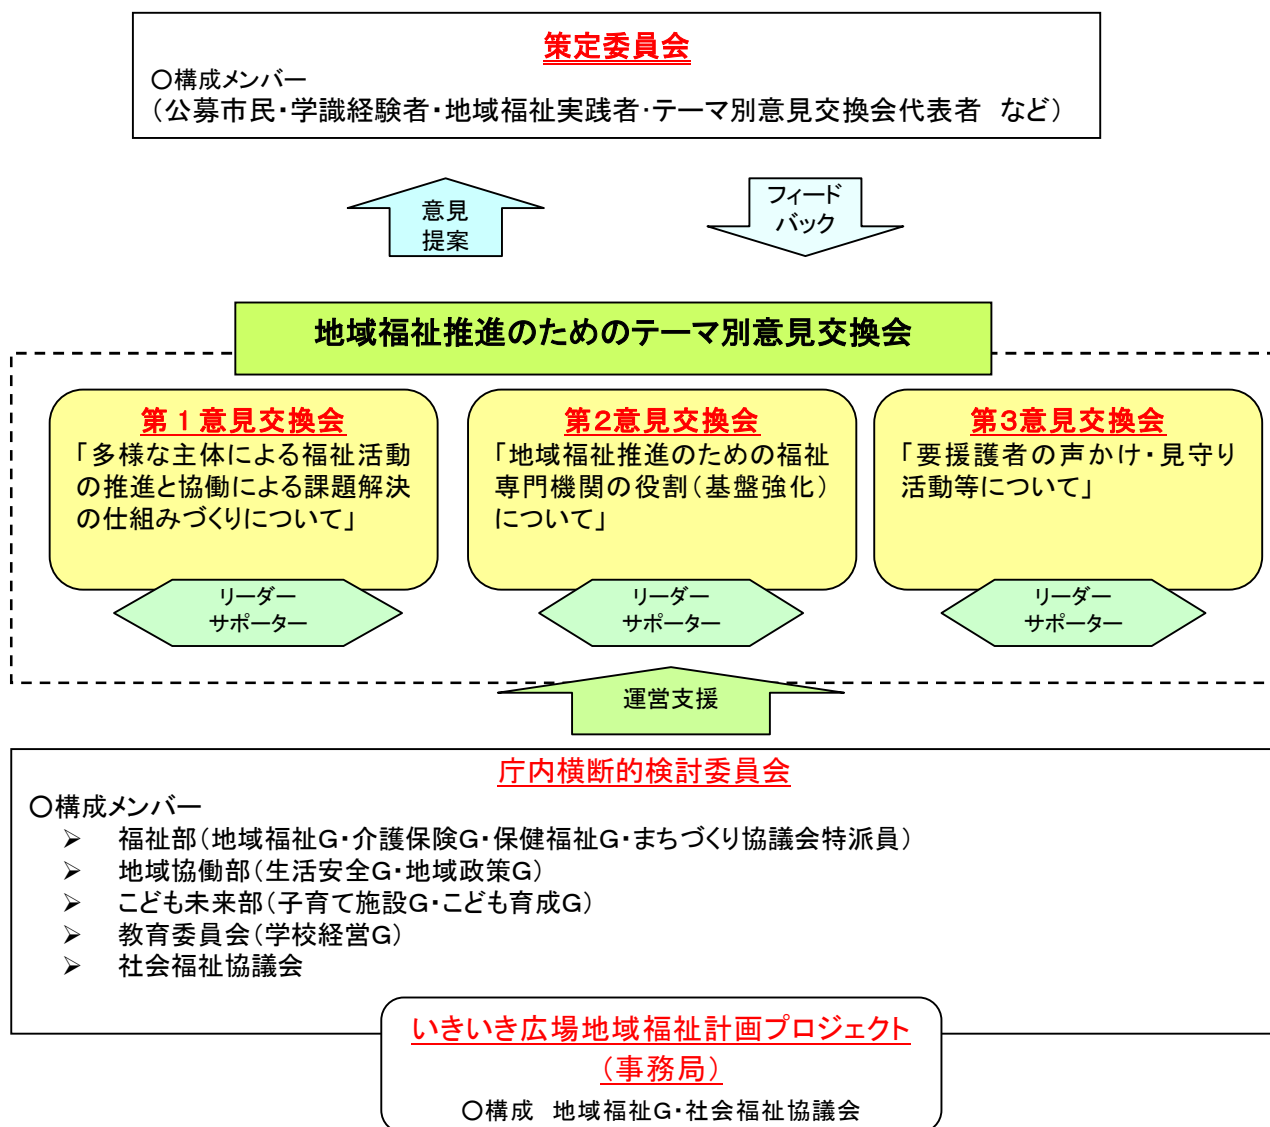 策定委員会
○構成メンバー
（公募市民・学識経験者・地域福祉実践者・テーマ別意見交換会代表者　など）
意見
提案
フィード
バック
地域福祉推進のためのテーマ別意見交換会
第１意見交換会
「多様な主体による福祉活動
の推進と協働による課題解決
の仕組みづくりについて」
リーダー
サポーター
第２意見交換会
「地域福祉推進のための福祉
専門機関の役割（基盤強化）
について」
リーダー
サポーター
第３意見交換会
「要援護者の声かけ・見守り
活動等について」
リーダー
サポーター
運営支援
庁内横断的検討委員会
○構成メンバー
➢　福祉部（地域福祉Ｇ・介護保険Ｇ・保健福祉Ｇ・まちづくり協議会特派員）
➢　地域協働部（生活安全Ｇ・地域政策Ｇ）
➢　こども未来部（子育て施設Ｇ・こども育成Ｇ）
➢　教育委員会（学校経営Ｇ）
➢　社会福祉協議会
いきいき広場地域福祉計画プロジェクト
（事務局）
○構成　地域福祉Ｇ・社会福祉協議会